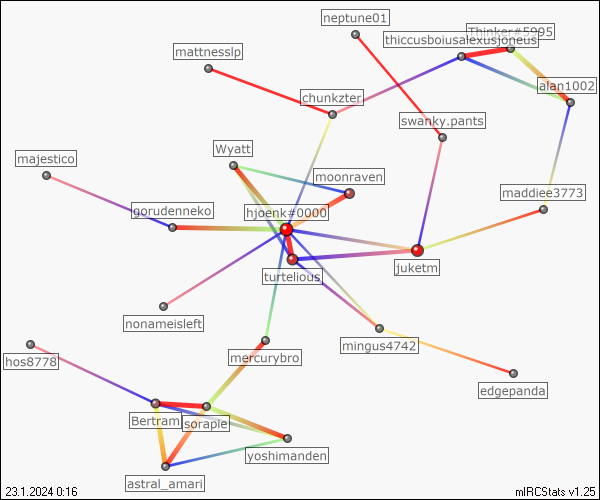 neptune01
Thinker#5995
thiccusboiusalexusjoneus
mattnesslp
alan1002
chunkzter
swanky.pants
Wyatt
majestico
moonraven
maddiee3773
gorudenneko
hjoenk#0000
juketm
turtelious
nonameisleft
mingus4742
mercurybro
hos8778
edgepanda
Bertram
sorapie
yoshimanden
astral_amari
23.1.2024 0:16
mIRCStats v1.25